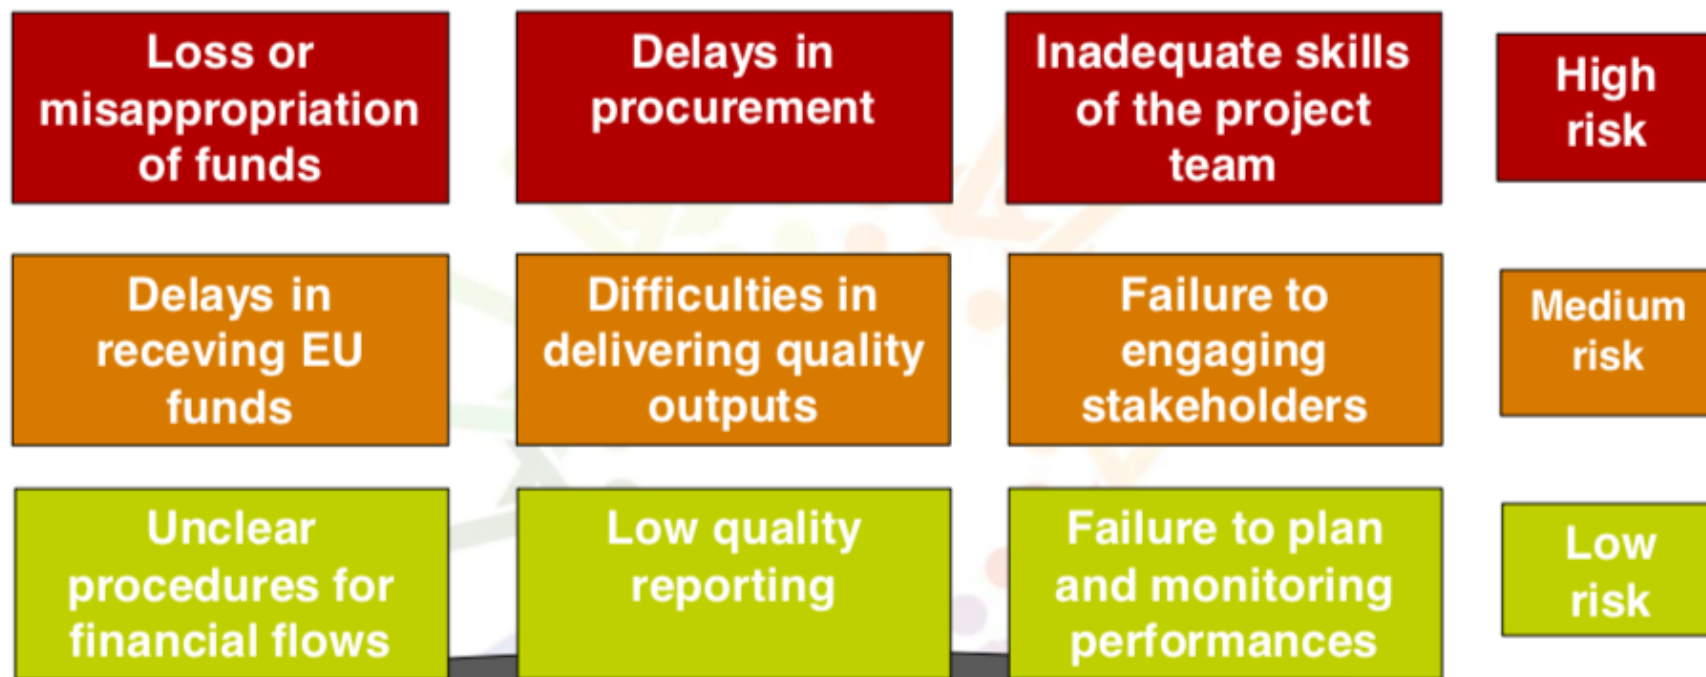 Loss or
misappropriation
of funds
Delays in
procurement
Inadequate skills
of the project
team
High
risk
Delays in
receving EU
funds
Difficulties in
delivering quality
outputs
Failure to
engaging
stakeholders
Medium
risk
Unclear
procedures for
financial flows
Low quality
reporting
Failure to plan
and monitoring
performances
Low
risk